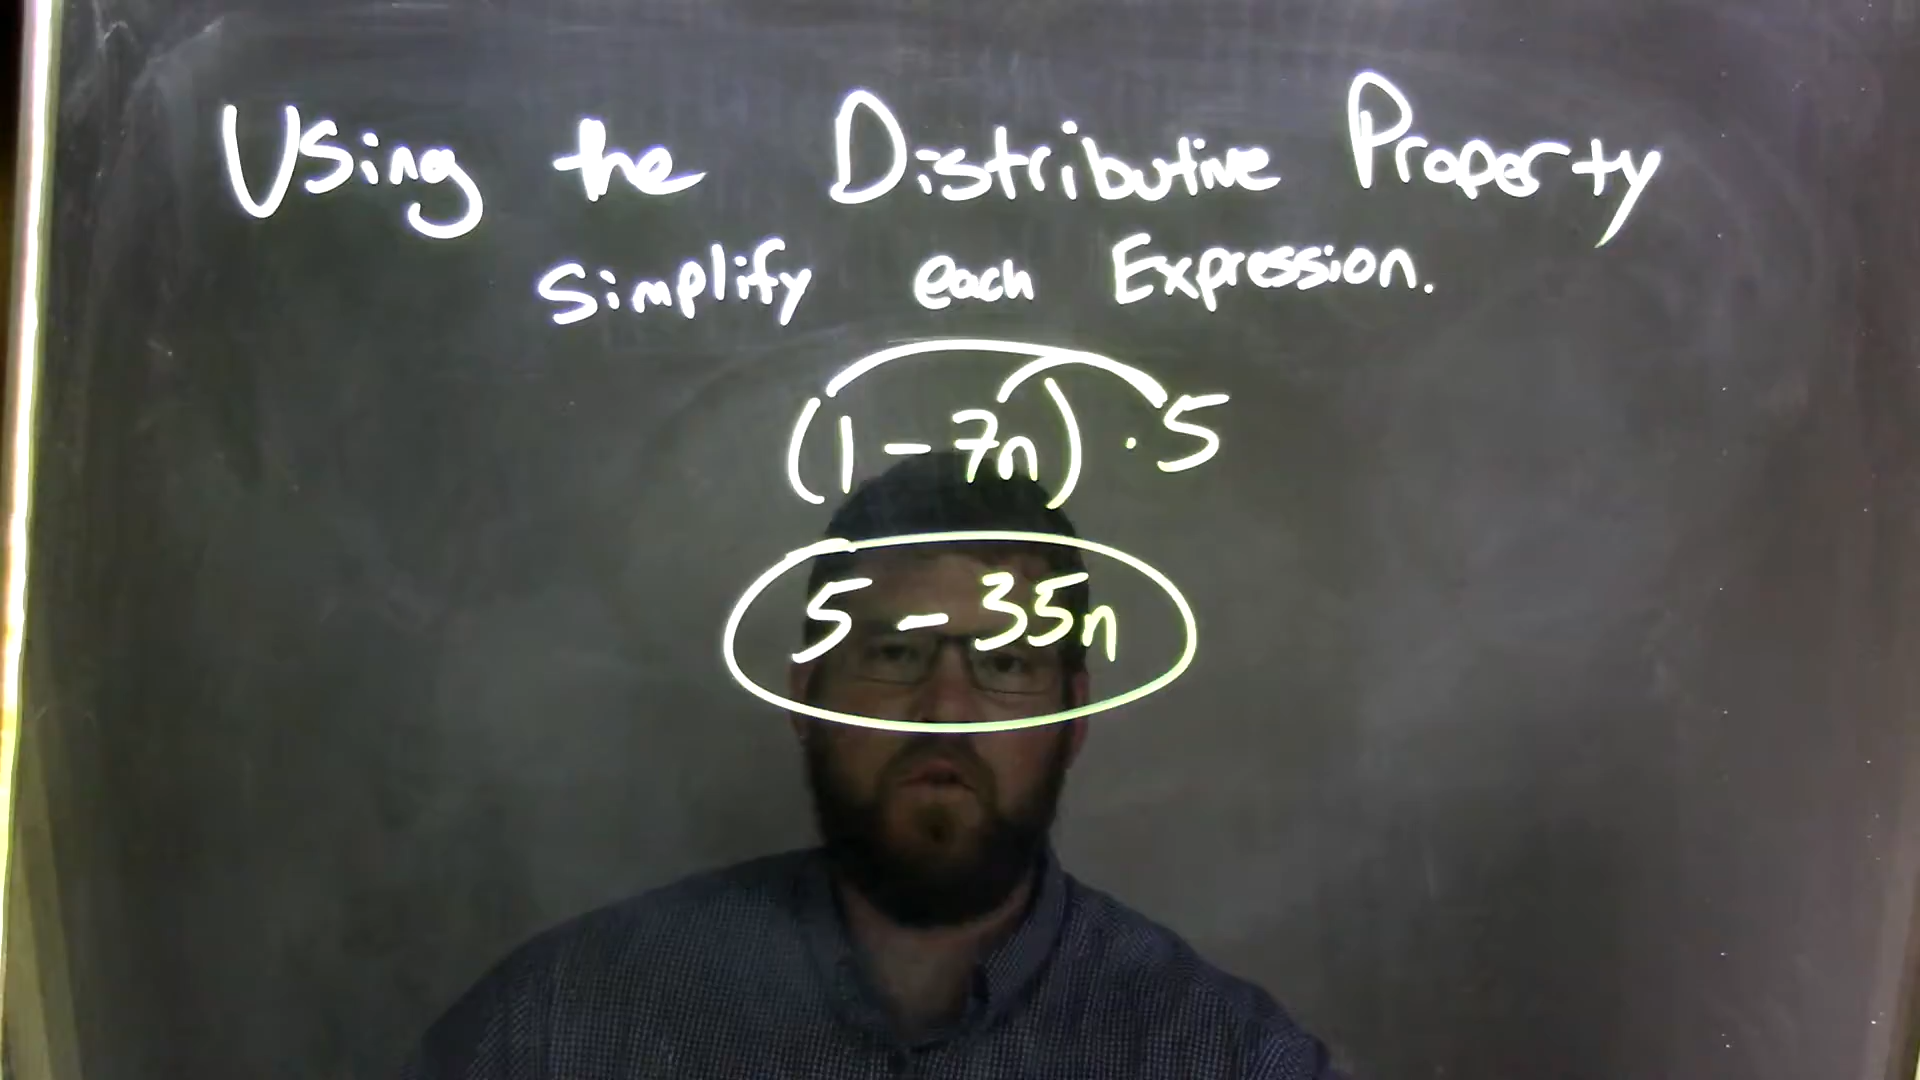 Using the Distributive Property
simplify each Expression.
(1 - 7n) · 5
5 - 35n